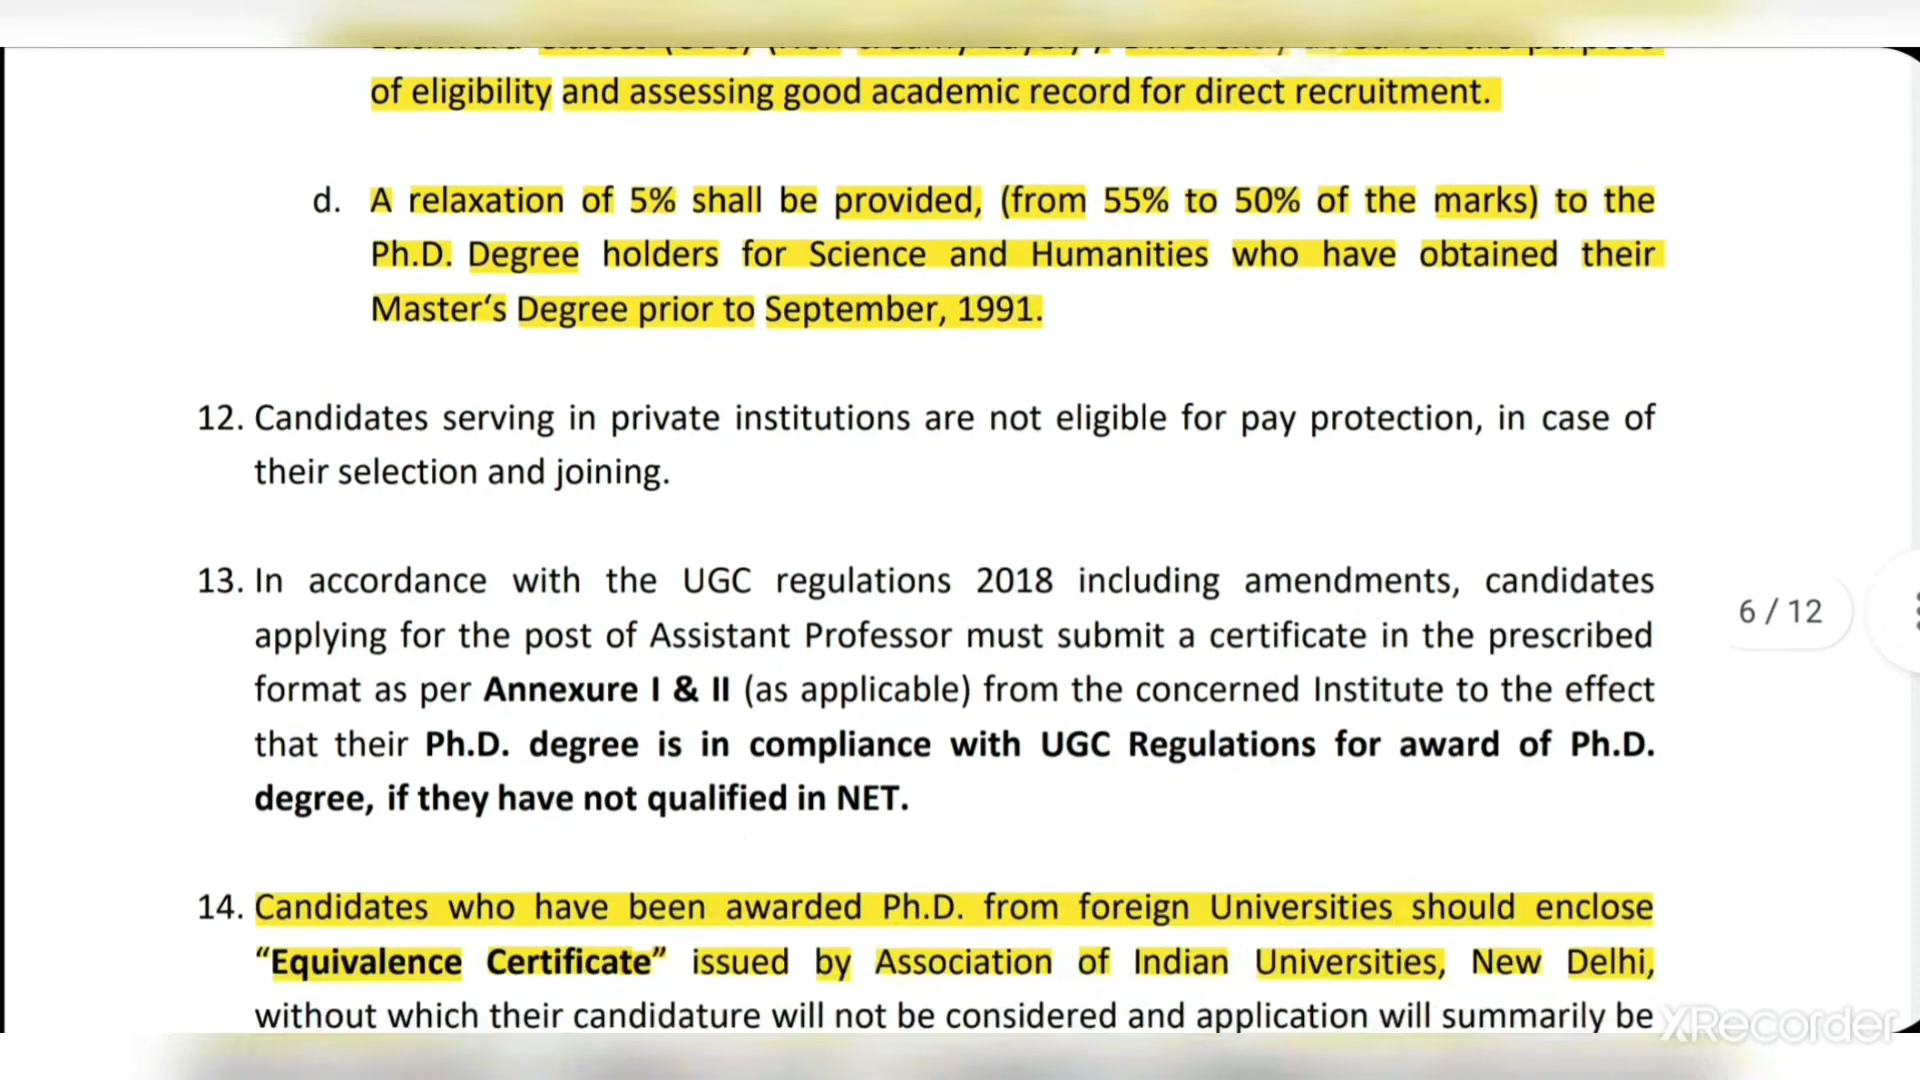 of eligibility and assessing good academic record for direct recruitment.
d. A relaxation of 5% shall be provided, (from 55% to 50% of the marks) to the
Ph.D. Degree holders for Science and Humanities who have obtained their
Master‘s Degree prior to September, 1991.
12. Candidates serving in private institutions are not eligible for pay protection, in case of
their selection and joining.
13. In accordance with the UGC regulations 2018 including amendments, candidates
applying for the post of Assistant Professor must submit a certificate in the prescribed
format as per Annexure I & II (as applicable) from the concerned Institute to the effect
that their Ph.D. degree is in compliance with UGC Regulations for award of Ph.D.
degree, if they have not qualified in NET.
6 / 12
14. Candidates who have been awarded Ph.D. from foreign Universities should enclose
“Equivalence Certificate” issued by Association of Indian Universities, New Delhi,
without which their candidature will not be considered and application will summarily be
XRecorder